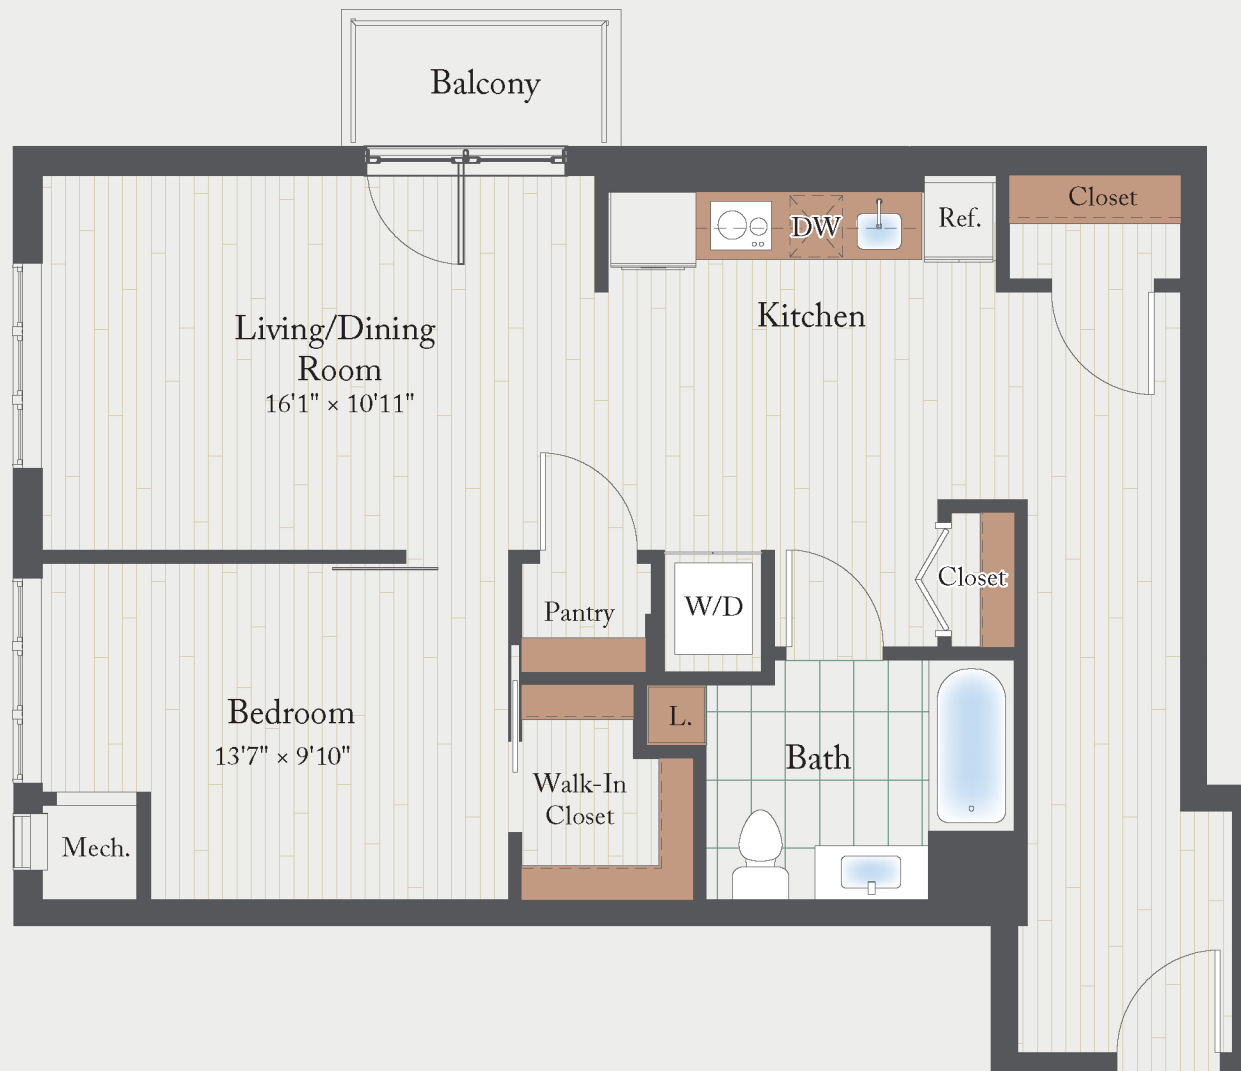 Balcony
Closet
DW
Ref.
Kitchen
Living/Dining
Room
16'1" × 10'11"
Closet
Pantry
W/D
Bedroom
13'7" × 9'10"
L.
Bath
Walk-In
Closet
Mech.